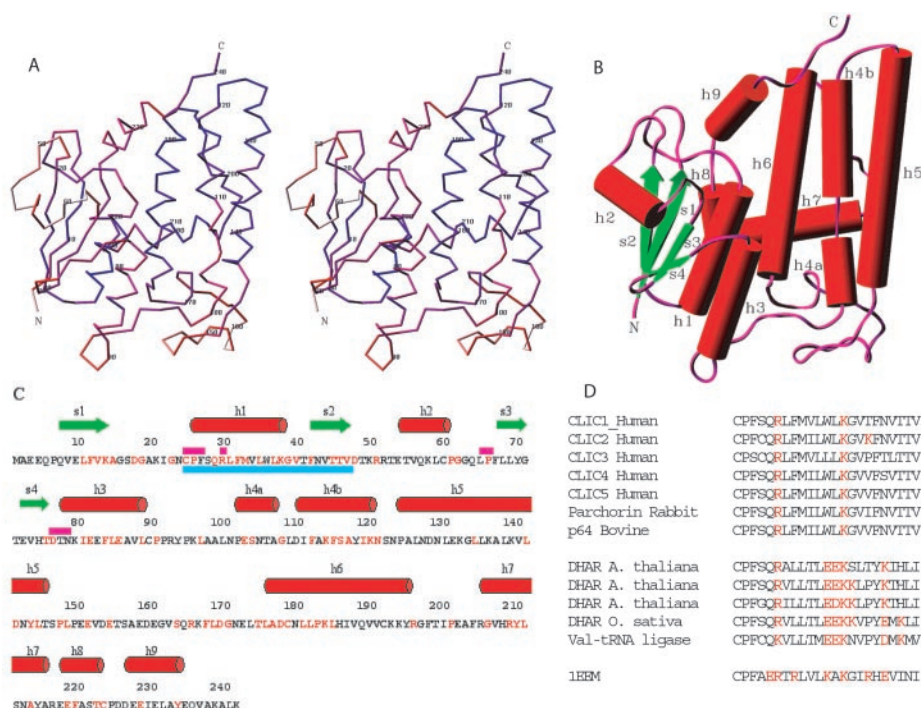 A
B
C
N
C
N
h9
h4b
h6
h5
h8
h2
s1
h7
s2
s3
s4
h4a
h1
h3
N
C
C
D
s1
h1
s2
h2
s3
10
20
30
40
50
60
70
MAEEQPQVELFVKAGSDGAKIGNCPFSQRLFMVLWLKGVTFNVTTVDTKRRTETVQKLCPGGQLPFLLYG
s4
h3
h4a
h4b
h5
80
90
100
110
120
130
140
TEVHTDTNKIEEFLEAVLCPPRYPKLAALNPESNTAGLDIFAKFSAYIKNSNPALNDNLEKGLLKALKVL
h5
h6
h7
150
160
170
180
190
200
210
DNYLTSPLPEEVDETSAEDEGVSQRKFLDGNELTLADCNLLPKLHIVQVVCKKYRGFTIPEAFRGVHRYL
h7
h8
h9
220
230
240
SNAYAREEFASTCPDDEEIELAYEQVAKALK
CLIC1_Human CPFSQRLFMVLWLKGVTFNVTTV
CLIC2 Human CPFCQRLFMILWLKGVKFNVTTV
CLIC3 Human CPSCQRLFMVLLLKGVPFTLTTV
CLIC4 Human CPFSQRLFMILWLKGVVFNVTTV
CLIC5 Human CPFSQRLFMILWLKGVVFNVTTV
Parchorin Rabbit CPFSQRLFMILWLKGVVFNVTTV
p64 Bovine CPFSQRLFMILWLKGVVFNVTTV
DHAR A. thaliana CPFSQRALLTLEEKSLTYKTHLI
DHAR A. thaliana CPFSQRVLLTLEEKKLPYKTHLI
DHAR A. thaliana CPFGQRILLTLEDKKLPYKTHLI
DHAR O. sativa CPFSQRVLLTLEEKKVPYEMKLI
Val-tRNA ligase CPFCQKVLLTMEEKNVPYDMKMV
1EEM CPFAERTRLVLKAKGIRHEVINI